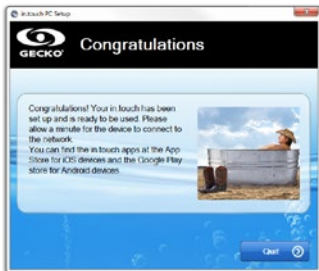 in.touch PC Setup
GECKO
Congratulations
Congratulations! Your in.touch has been
set up and is ready to be used. Please
allow a minute for the device to connect to
the network.
You can find the in.touch apps at the App
Store for iOS devices and the Google Play
store for Android devices.
Quit